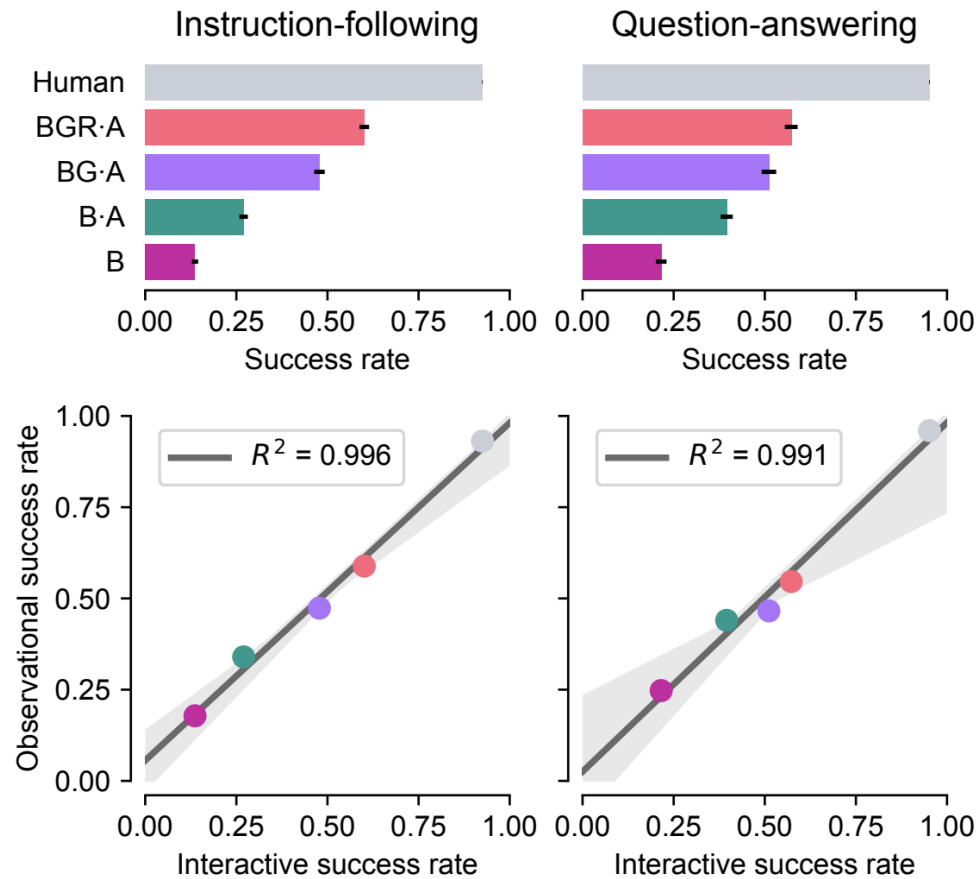 Instruction-following
Question-answering
Human
BGR·A
BG·A
B·A
B
0.00 0.25 0.50 0.75 1.00
0.00 0.25 0.50 0.75 1.00
Success rate
Success rate
Observational success rate
1.00
0.75
0.50
0.25
0.00
R² = 0.996
R² = 0.991
0.00 0.25 0.50 0.75 1.00
0.00 0.25 0.50 0.75 1.00
Interactive success rate
Interactive success rate